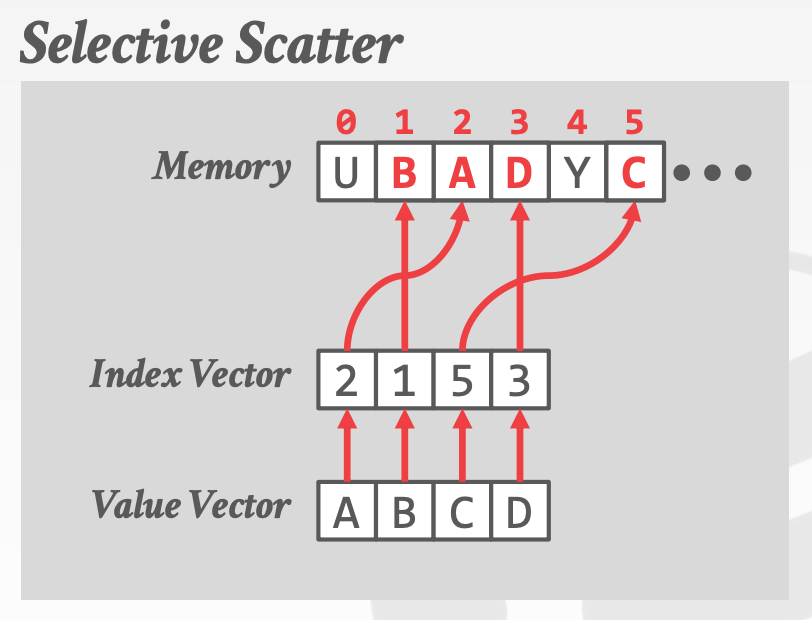 Selective Scatter
0 1 2 3 4 5
Memory U B A D Y C •••
Index Vector 2 1 5 3
Value Vector A B C D